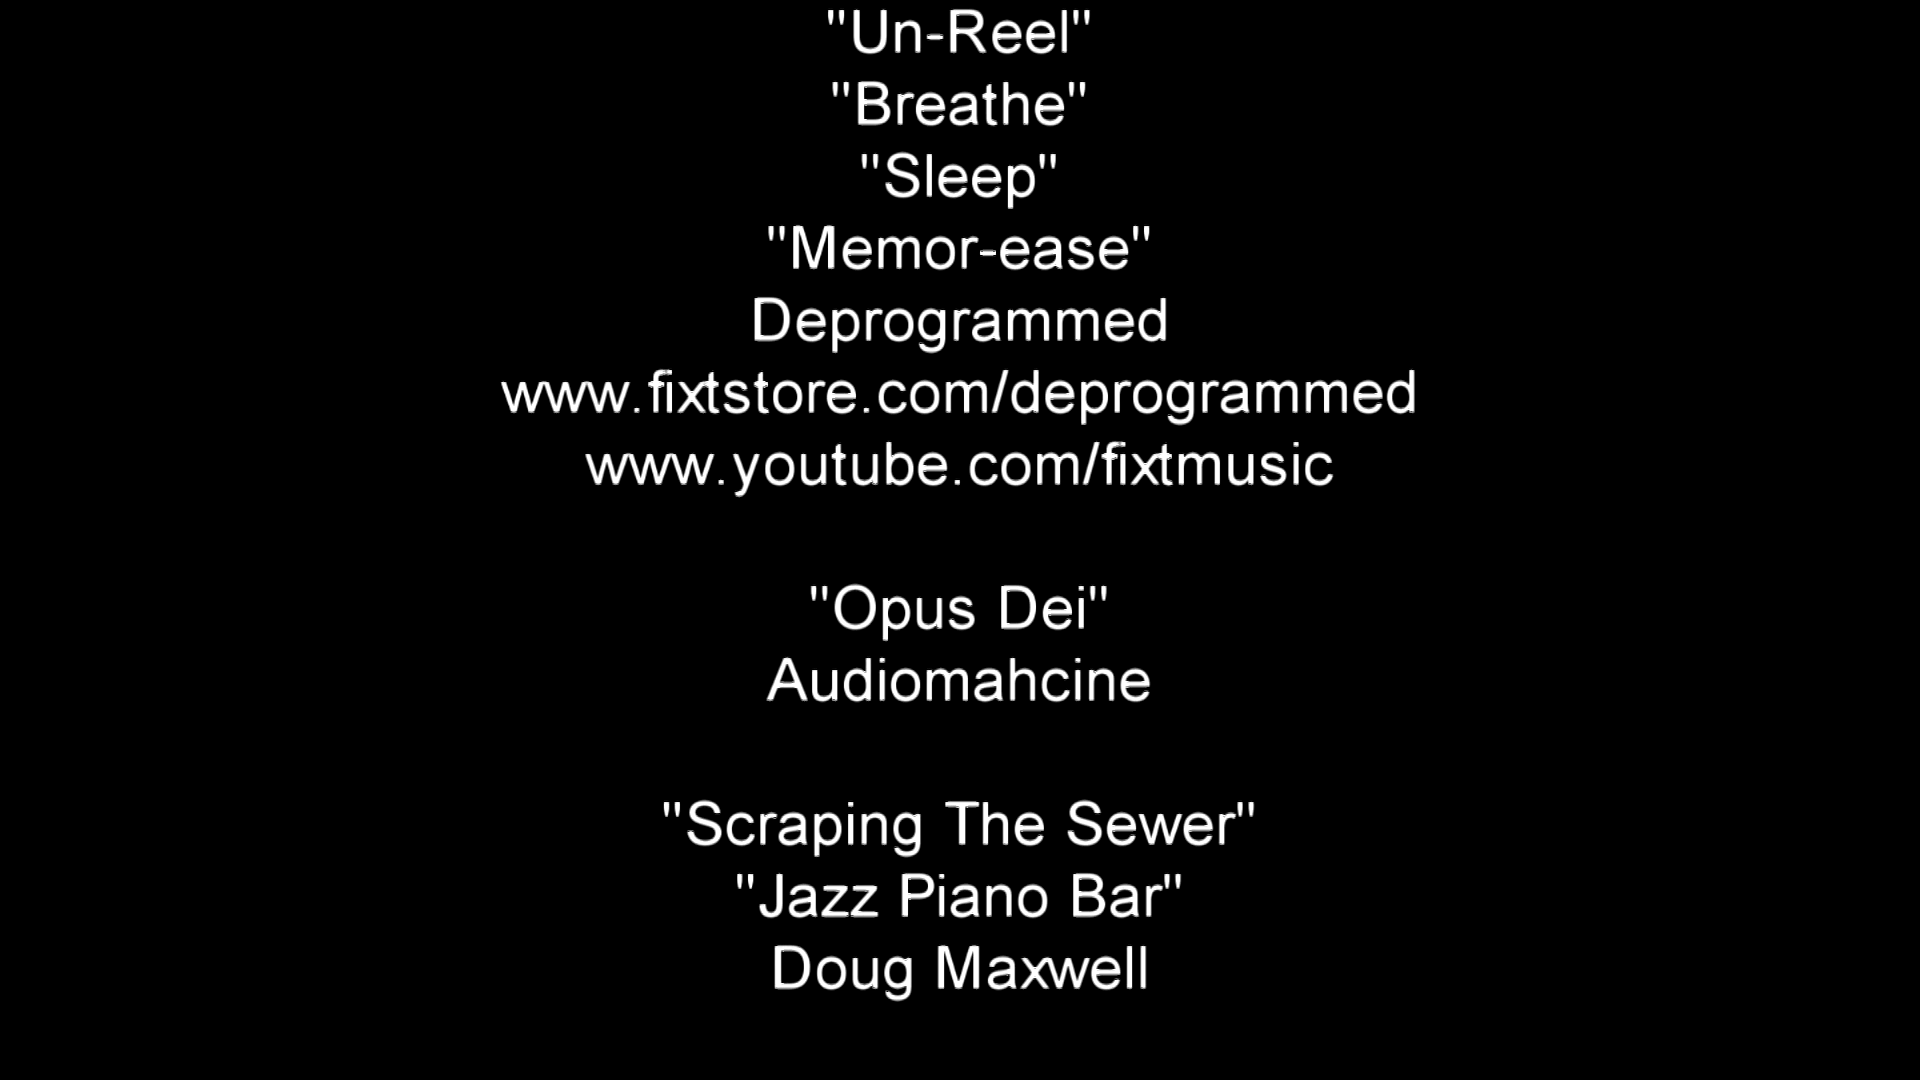 "Un-Reel"
"Breathe"
"Sleep"
"Memor-ease"
Deprogrammed
www.fixtstore.com/deprogrammed
www.youtube.com/fixtmusic
"Opus Dei"
Audiomahcine
"Scraping The Sewer"
"Jazz Piano Bar"
Doug Maxwell